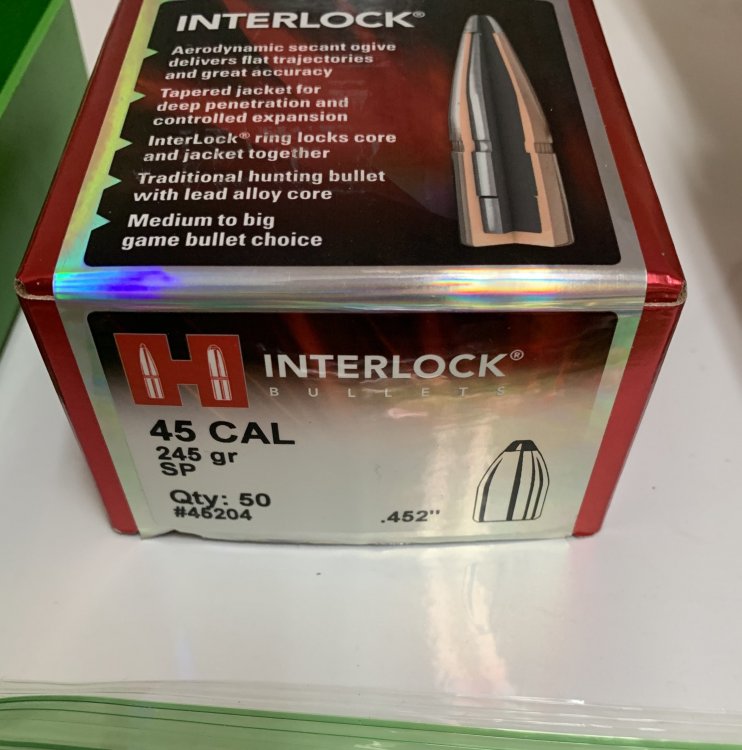 INTERLOCK®
Aerodynamic secant ogive
delivers flat trajectories
and great accuracy
Tapered jacket for
deep penetration and
controlled expansion
InterLock® ring locks core
and jacket together
Traditional hunting bullet
with lead alloy core
Medium to big
game bullet choice
H INTERLOCK®
BULLETS
45 CAL
245 gr
SP
Qty: 50
#45204
.452"